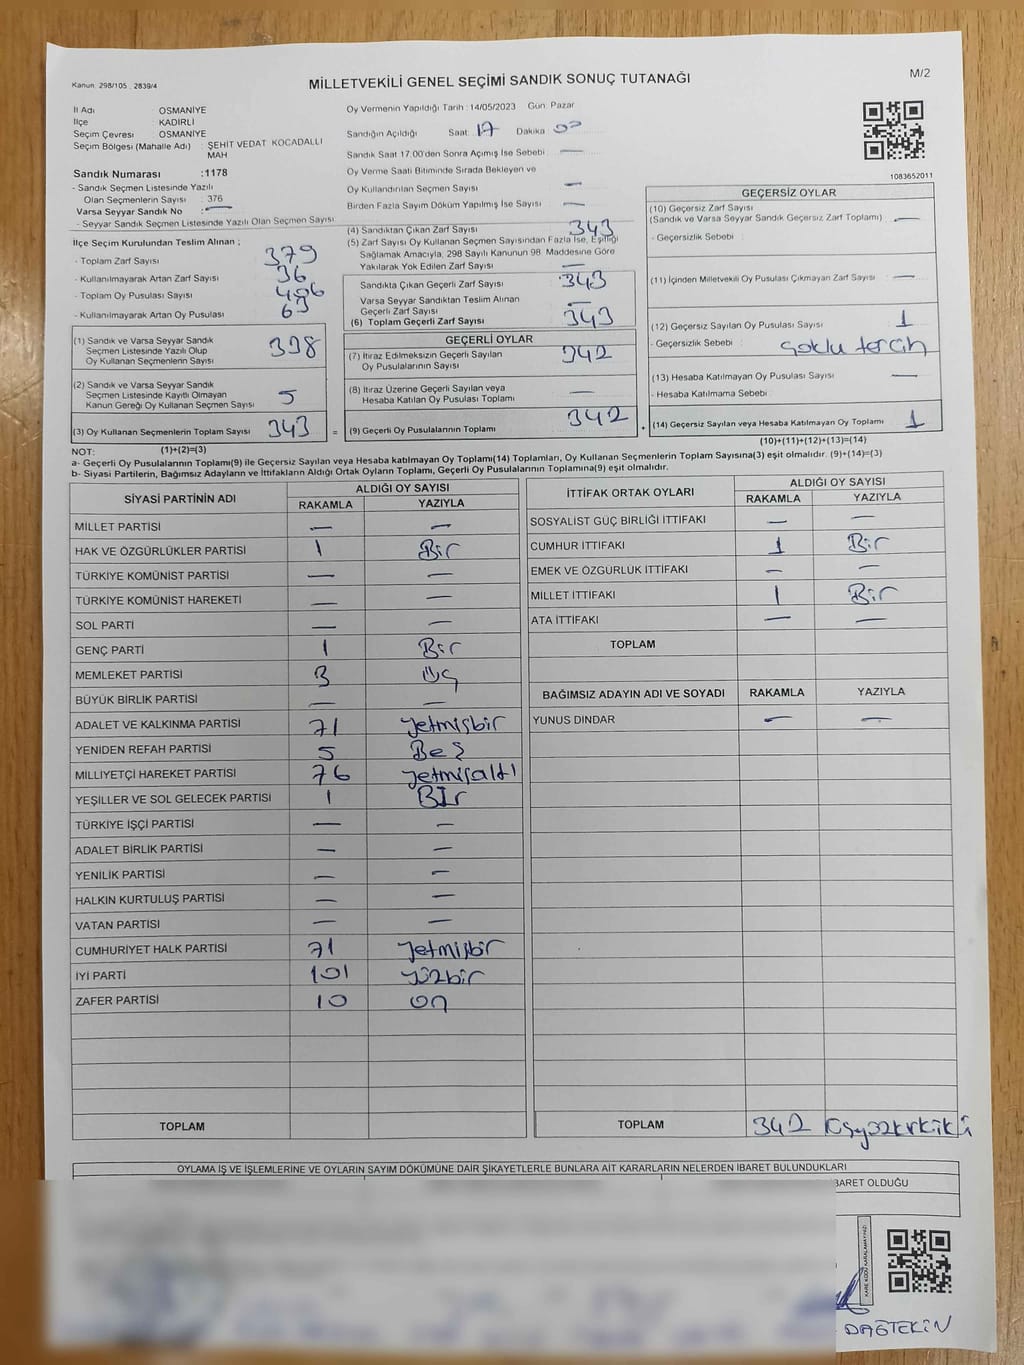 Kanun: 298/105 , 2839/4
MİLLETVEKİLİ GENEL SEÇİMİ SANDIK SONUÇ TUTANAĞI
M/2
İl Adı OSMANİYE
İlçe : KADİRLİ
Seçim Çevresi : OSMANİYE
Seçim Bölgesi (Mahalle Adı) : ŞEHİT VEDAT KOCADALLI MAH
Sandık Numarası :1178
- Sandık Seçmen Listesinde Yazılı
Olan Seçmenlerin Sayısı : 376
Varsa Seyyar Sandık No —
- Seyyar Sandık Seçmen Listesinde Yazılı Olan Seçmen Sayısı
Oy Vermenin Yapıldığı Tarih :14/05/2023 Gün: Pazar
Sandığın Açıldığı Saat 17 Dakika 00
Sandık Saat 17.00'den Sonra Açımış İse Sebebi —
Oy Verme Saati Bitiminde Sırada Bekleyen ve
Oy Kullandırılan Seçmen Sayısı —
Birden Fazla Sayım Döküm Yapılmış İse Sayısı —
1083652011
İlçe Seçim Kurulundan Teslim Alınan ;
- Toplam Zarf Sayısı 379
- Kullanılmayarak Artan Zarf Sayısı 36
- Toplam Oy Pusulası Sayısı
- Kullanılmayarak Artan Oy Pusulası 63
(1) Sandık ve Varsa Seyyar Sandık
Seçmen Listesinde Yazılı Olup
Oy Kullanan Seçmenlerin Sayısı 338
(2) Sandık ve Varsa Seyyar Sandık
Seçmen Listesinde Kayıtlı Olmayan
Kanun Gereği Oy Kullanan Seçmen Sayısı 5
(3) Oy Kullanan Seçmenlerin Toplam Sayısı 343
(4) Sandıktan Çıkan Zarf Sayısı 343
(5) Zarf Sayısı Oy Kullanan Seçmen Sayısından Fazla İse, Eşitliği
Sağlamak Amacıyla, 298 Sayılı Kanunun 98. Maddesine Göre
Yakılarak Yok Edilen Zarf Sayısı —
Sandıkta Çıkan Geçerli Zarf Sayısı 343
Varsa Seyyar Sandıktan Teslim Alınan
Geçerli Zarf Sayısı —
(6) Toplam Geçerli Zarf Sayısı 343
GEÇERLİ OYLAR
(7) İtiraz Edilmeksizin Geçerli Sayılan
Oy Pusulalarının Sayısı 342
(8) İtiraz Üzerine Geçerli Sayılan veya
Hesaba Katılan Oy Pusulası Toplamı —
= (9) Geçerli Oy Pusulalarının Toplamı 342
GEÇERSİZ OYLAR
(10) Geçersiz Zarf Sayısı
(Sandık ve Varsa Seyyar Sandık Geçersiz Zarf Toplamı) —
- Geçersizlik Sebebi :
(11) İçinden Milletvekili Oy Pusulası Çıkmayan Zarf Sayısı —
(12) Geçersiz Sayılan Oy Pusulası Sayısı 1
- Geçersizlik Sebebi : Çoklu tercih
(13) Hesaba Katılmayan Oy Pusulası Sayısı —
- Hesaba Katılmama Sebebi :
+ (14) Geçersiz Sayılan veya Hesaba Katılmayan Oy Toplamı 1
NOT: (1)+(2)=(3) (10)+(11)+(12)+(13)=(14)
a- Geçerli Oy Pusulalarının Toplamı(9) ile Geçersiz Sayılan veya Hesaba katılmayan Oy Toplamı(14) Toplamları, Oy Kullanan Seçmenlerin Toplam Sayısına(3) eşit olmalıdır. (9)+(14)=(3)
b- Siyasi Partilerin, Bağımsız Adayların ve İttifakların Aldığı Ortak Oyların Toplamı, Geçerli Oy Pusulalarının Toplamına(9) eşit olmalıdır.
SİYASİ PARTİNİN ADI ALDIĞI OY SAYISI
RAKAMLA YAZIYLA
MİLLET PARTİSİ — —
HAK VE ÖZGÜRLÜKLER PARTİSİ 1 Bir
TÜRKİYE KOMÜNİST PARTİSİ — —
TÜRKİYE KOMÜNİST HAREKETİ — —
SOL PARTİ — —
GENÇ PARTİ 1 Bir
MEMLEKET PARTİSİ 3 Üç
BÜYÜK BİRLİK PARTİSİ — —
ADALET VE KALKINMA PARTİSİ 71 Yetmişbir
YENİDEN REFAH PARTİSİ 5 Beş
MİLLİYETÇİ HAREKET PARTİSİ 76 Yetmişaltı
YEŞİLLER VE SOL GELECEK PARTİSİ 1 BİR
TÜRKİYE İŞÇİ PARTİSİ — —
ADALET BİRLİK PARTİSİ — —
YENİLİK PARTİSİ — —
HALKIN KURTULUŞ PARTİSİ — —
VATAN PARTİSİ — —
CUMHURİYET HALK PARTİSİ 71 Yetmişbir
İYİ PARTİ 101 Yüzbir
ZAFER PARTİSİ 10 on
TOPLAM
İTTİFAK ORTAK OYLARI ALDIĞI OY SAYISI
RAKAMLA YAZIYLA
SOSYALİST GÜÇ BİRLİĞİ İTTİFAKI — —
CUMHUR İTTİFAKI 1 Bir
EMEK VE ÖZGÜRLÜK İTTİFAKI — —
MİLLET İTTİFAKI 1 Bir
ATA İTTİFAKI — —
TOPLAM
BAĞIMSIZ ADAYIN ADI VE SOYADI RAKAMLA YAZIYLA
YUNUS DINDAR — —
TOPLAM 342
OYLAMA İŞ VE İŞLEMLERİNE VE OYLARIN SAYIM DÖKÜMÜNE DAİR ŞİKAYETLERLE BUNLARA AİT KARARLARIN NELERDEN İBARET BULUNDUKLARI
İBARET OLDUĞU
KARE KODU KARALAMAYINIZ!
DAĞTEKİN